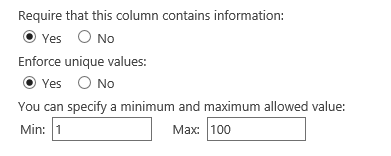 Require that this column contains information:
Yes No
Enforce unique values:
Yes No
You can specify a minimum and maximum allowed value:
Min: 1 Max: 100